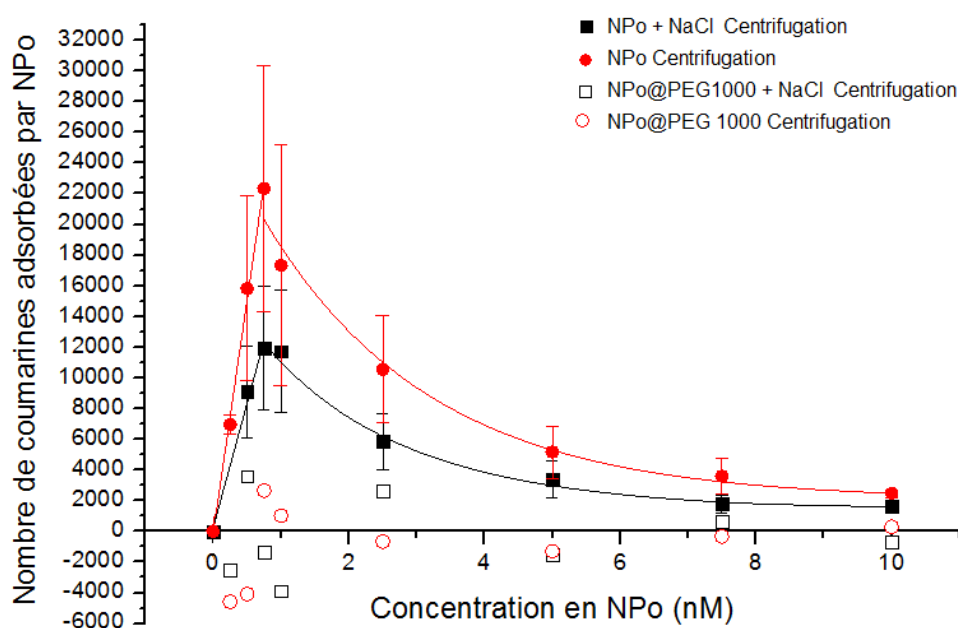 Nombre de coumarines adsorbées par NPo
32000
30000
28000
26000
24000
22000
20000
18000
16000
14000
12000
10000
8000
6000
4000
2000
0
-2000
-4000
-6000
NPo + NaCl Centrifugation
NPo Centrifugation
NPo@PEG1000 + NaCl Centrifugation
NPo@PEG 1000 Centrifugation
0 2 4 6 8 10
Concentration en NPo (nM)